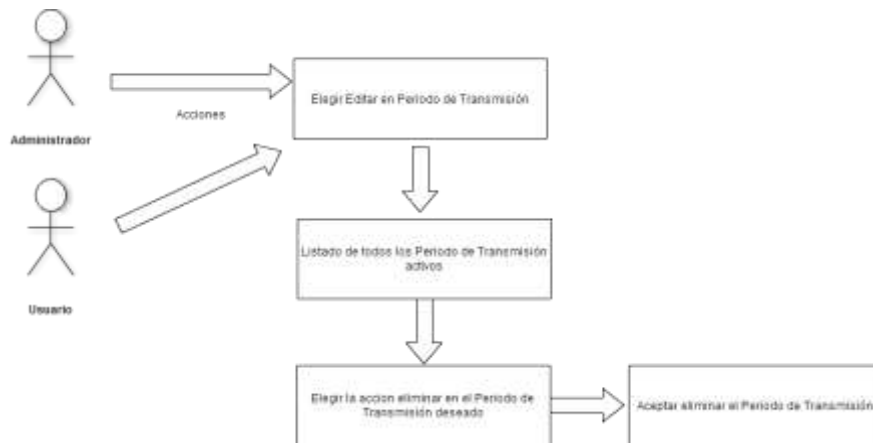 Elegir Editar en Periodo de Transmisión
Acciones
Administrador
Listado de todos los Periodo de Transmisión
activos
Usuario
Elegir la accion eliminar en el Periodo de
Transmisión deseado
Aceptar eliminar el Periodo de Transmisión